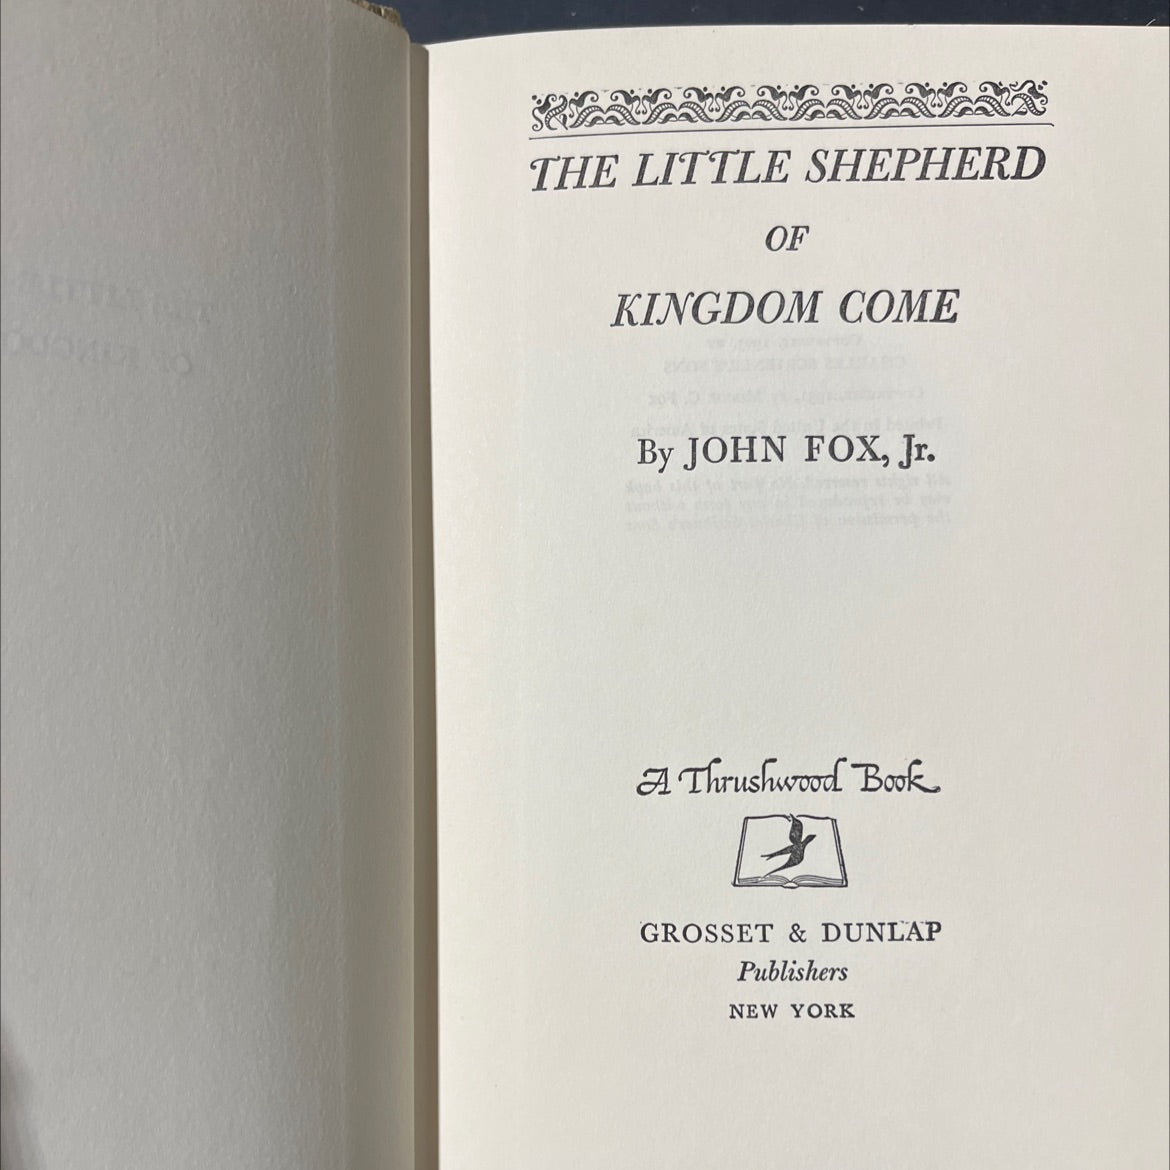 THE LITTLE SHEPHERD
OF
KINGDOM COME
By JOHN FOX, Jr.
A Thrushwood Book
GROSSET & DUNLAP
Publishers
NEW YORK